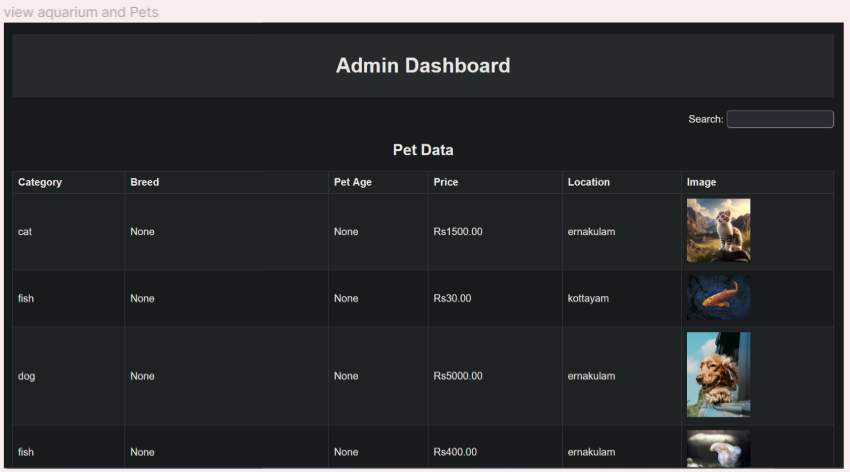 view aquarium and Pets
Admin Dashboard
Search:
Pet Data
Category Breed Pet Age Price Location Image
cat None None Rs1500.00 ernakulam
fish None None Rs30.00 kottayam
dog None None Rs5000.00 ernakulam
fish None None Rs400.00 ernakulam